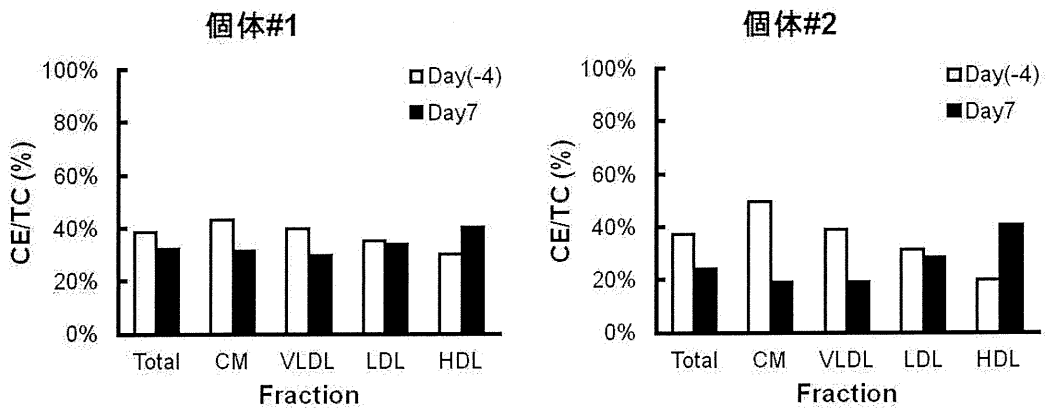 個体#1
100%
80%
60%
40%
20%
0%
CE/TC (%)
Day(-4)
Day7
Total CM VLDL LDL HDL
Fraction
個体#2
100%
80%
60%
40%
20%
0%
CE/TC (%)
Day(-4)
Day7
Total CM VLDL LDL HDL
Fraction